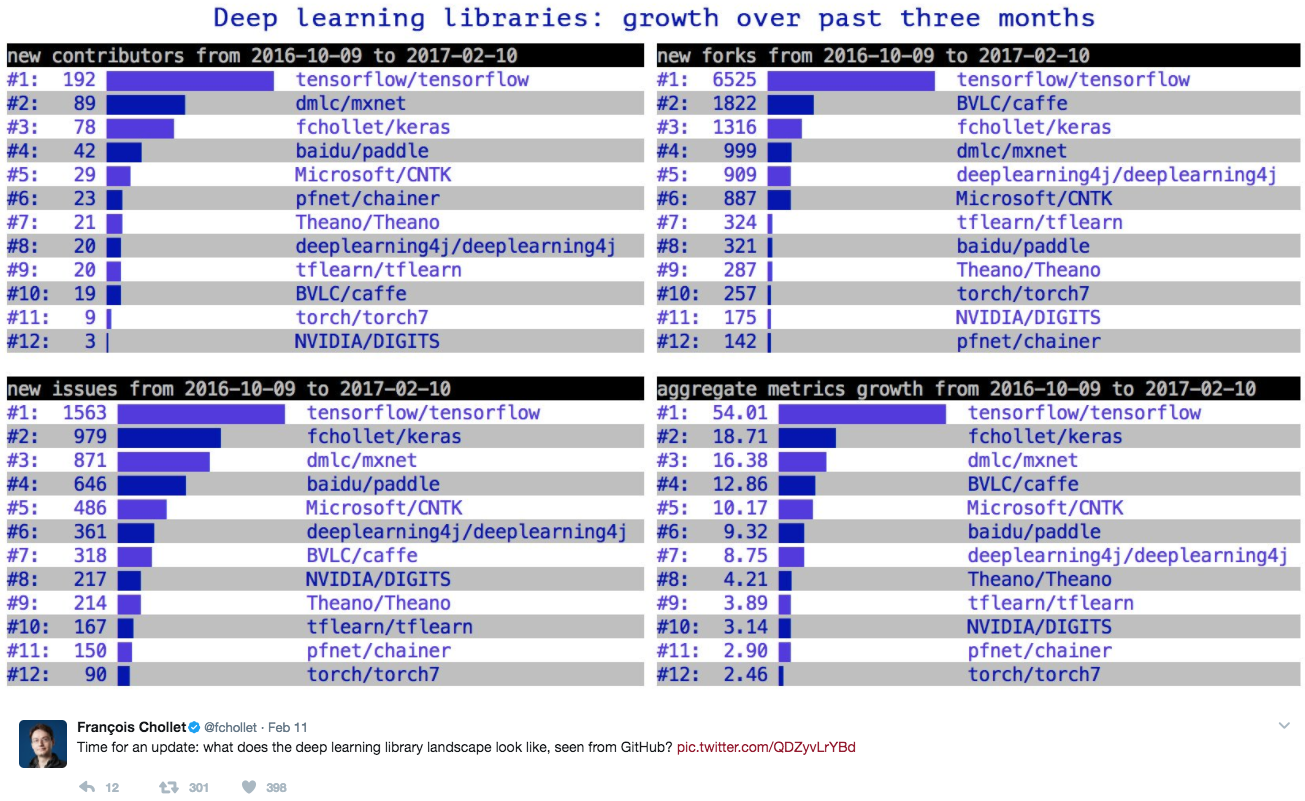 Deep learning libraries: growth over past three months
new contributors from 2016-10-09 to 2017-02-10
#1: 192 tensorflow/tensorflow
#2: 89 dmlc/mxnet
#3: 78 fchollet/keras
#4: 42 baidu/paddle
#5: 29 Microsoft/CNTK
#6: 23 pfnet/chainer
#7: 21 Theano/Theano
#8: 20 deeplearning4j/deeplearning4j
#9: 20 tflearn/tflearn
#10: 19 BVLC/caffe
#11: 9 torch/torch7
#12: 3 NVIDIA/DIGITS
new forks from 2016-10-09 to 2017-02-10
#1: 6525 tensorflow/tensorflow
#2: 1822 BVLC/caffe
#3: 1316 fchollet/keras
#4: 999 dmlc/mxnet
#5: 909 deeplearning4j/deeplearning4j
#6: 887 Microsoft/CNTK
#7: 324 tflearn/tflearn
#8: 321 baidu/paddle
#9: 287 Theano/Theano
#10: 257 torch/torch7
#11: 175 NVIDIA/DIGITS
#12: 142 pfnet/chainer
new issues from 2016-10-09 to 2017-02-10
#1: 1563 tensorflow/tensorflow
#2: 979 fchollet/keras
#3: 871 dmlc/mxnet
#4: 646 baidu/paddle
#5: 486 Microsoft/CNTK
#6: 361 deeplearning4j/deeplearning4j
#7: 318 BVLC/caffe
#8: 217 NVIDIA/DIGITS
#9: 214 Theano/Theano
#10: 167 tflearn/tflearn
#11: 150 pfnet/chainer
#12: 90 torch/torch7
aggregate metrics growth from 2016-10-09 to 2017-02-10
#1: 54.01 tensorflow/tensorflow
#2: 18.71 fchollet/keras
#3: 16.38 dmlc/mxnet
#4: 12.86 BVLC/caffe
#5: 10.17 Microsoft/CNTK
#6: 9.32 baidu/paddle
#7: 8.75 deeplearning4j/deeplearning4j
#8: 4.21 Theano/Theano
#9: 3.89 tflearn/tflearn
#10: 3.14 NVIDIA/DIGITS
#11: 2.90 pfnet/chainer
#12: 2.46 torch/torch7
François Chollet @fchollet · Feb 11
Time for an update: what does the deep learning library landscape look like, seen from GitHub? pic.twitter.com/QDZyvLrYBd
12 301 398